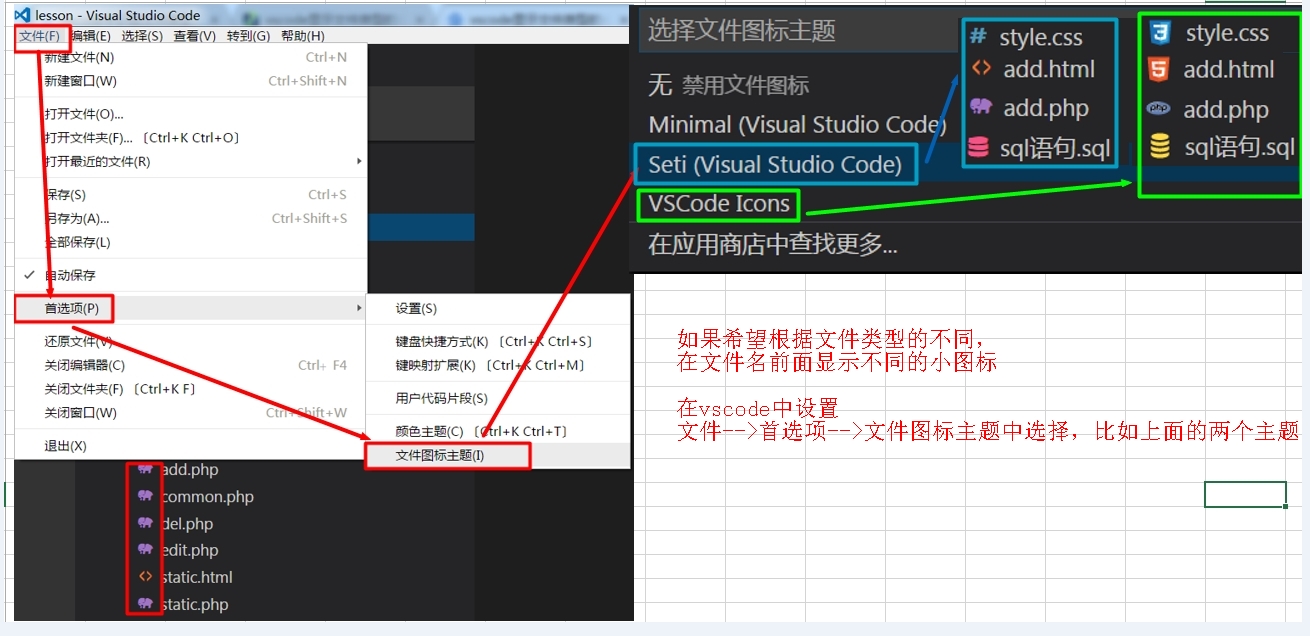 lesson - Visual Studio Code
文件(F) 编辑(E) 选择(S) 查看(V) 转到(G) 帮助(H)
新建文件(N) Ctrl+N
新建窗口(W) Ctrl+Shift+N
打开文件(O)...
打开文件夹(F)... 〔Ctrl+K Ctrl+O〕
打开最近的文件(R)
保存(S) Ctrl+S
另存为(A)... Ctrl+Shift+S
全部保存(L)
自动保存
首选项(P)
还原文件(V)
关闭编辑器(C) Ctrl+ F4
关闭文件夹(F) 〔Ctrl+K F〕
关闭窗口(W) Ctrl+Shift+W
退出(X)
设置(S)
键盘快捷方式(K) 〔Ctrl+K Ctrl+S〕
键映射扩展(K) 〔Ctrl+K Ctrl+M〕
用户代码片段(S)
颜色主题(C) 〔Ctrl+K Ctrl+T〕
文件图标主题(I)
add.php
common.php
del.php
edit.php
static.html
static.php
选择文件图标主题
无 禁用文件图标
Minimal (Visual Studio Code)
Seti (Visual Studio Code)
VSCode Icons
在应用商店中查找更多...
# style.css
<> add.html
add.php
sql语句.sql
3 style.css
5 add.html
php add.php
sql语句.sql
如果希望根据文件类型的不同，
在文件名前面显示不同的小图标
在vscode中设置
文件-->首选项-->文件图标主题中选择，比如上面的两个主题